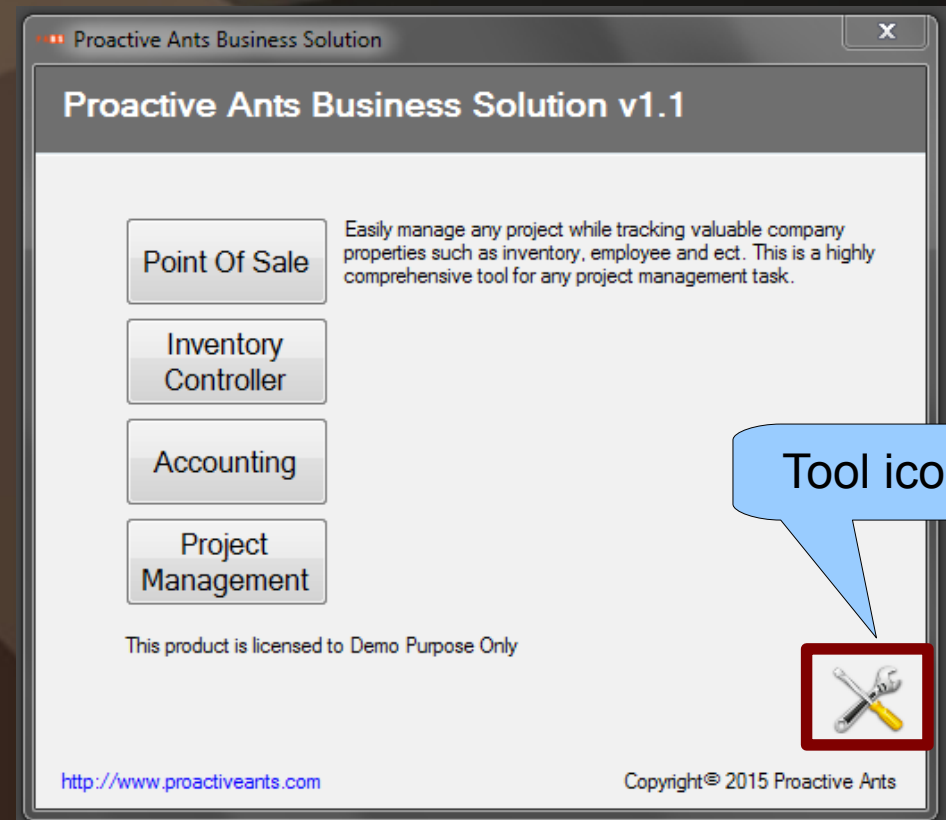 Proactive Ants Business Solution
x
Proactive Ants Business Solution v1.1
Point Of Sale
Easily manage any project while tracking valuable company
properties such as inventory, employee and ect. This is a highly
comprehensive tool for any project management task.
Inventory
Controller
Accounting
Tool ico
Project
Management
This product is licensed to Demo Purpose Only
http://www.proactiveants.com
Copyright© 2015 Proactive Ants